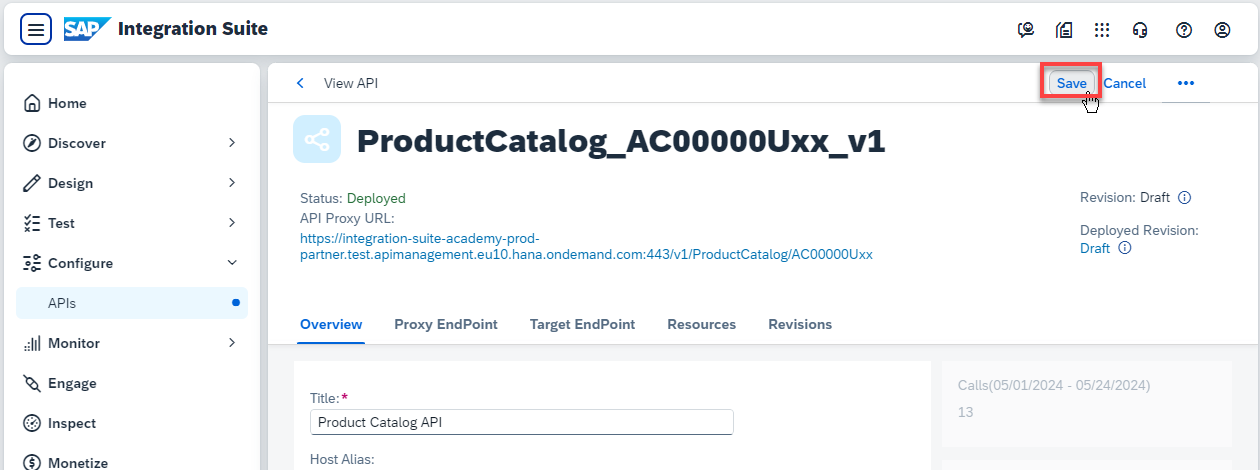 SAP Integration Suite
Home
Discover
Design
Test
Configure
APIs
Monitor
Engage
Inspect
Monetize
View API
Save Cancel
ProductCatalog_AC00000Uxx_v1
Status: Deployed
API Proxy URL:
https://integration-suite-academy-prod-
partner.test.apimanagement.eu10.hana.ondemand.com:443/v1/ProductCatalog/AC00000Uxx
Revision: Draft
Deployed Revision:
Draft
Overview Proxy EndPoint Target EndPoint Resources Revisions
Title:*
Product Catalog API
Host Alias:
Calls(05/01/2024 - 05/24/2024)
13